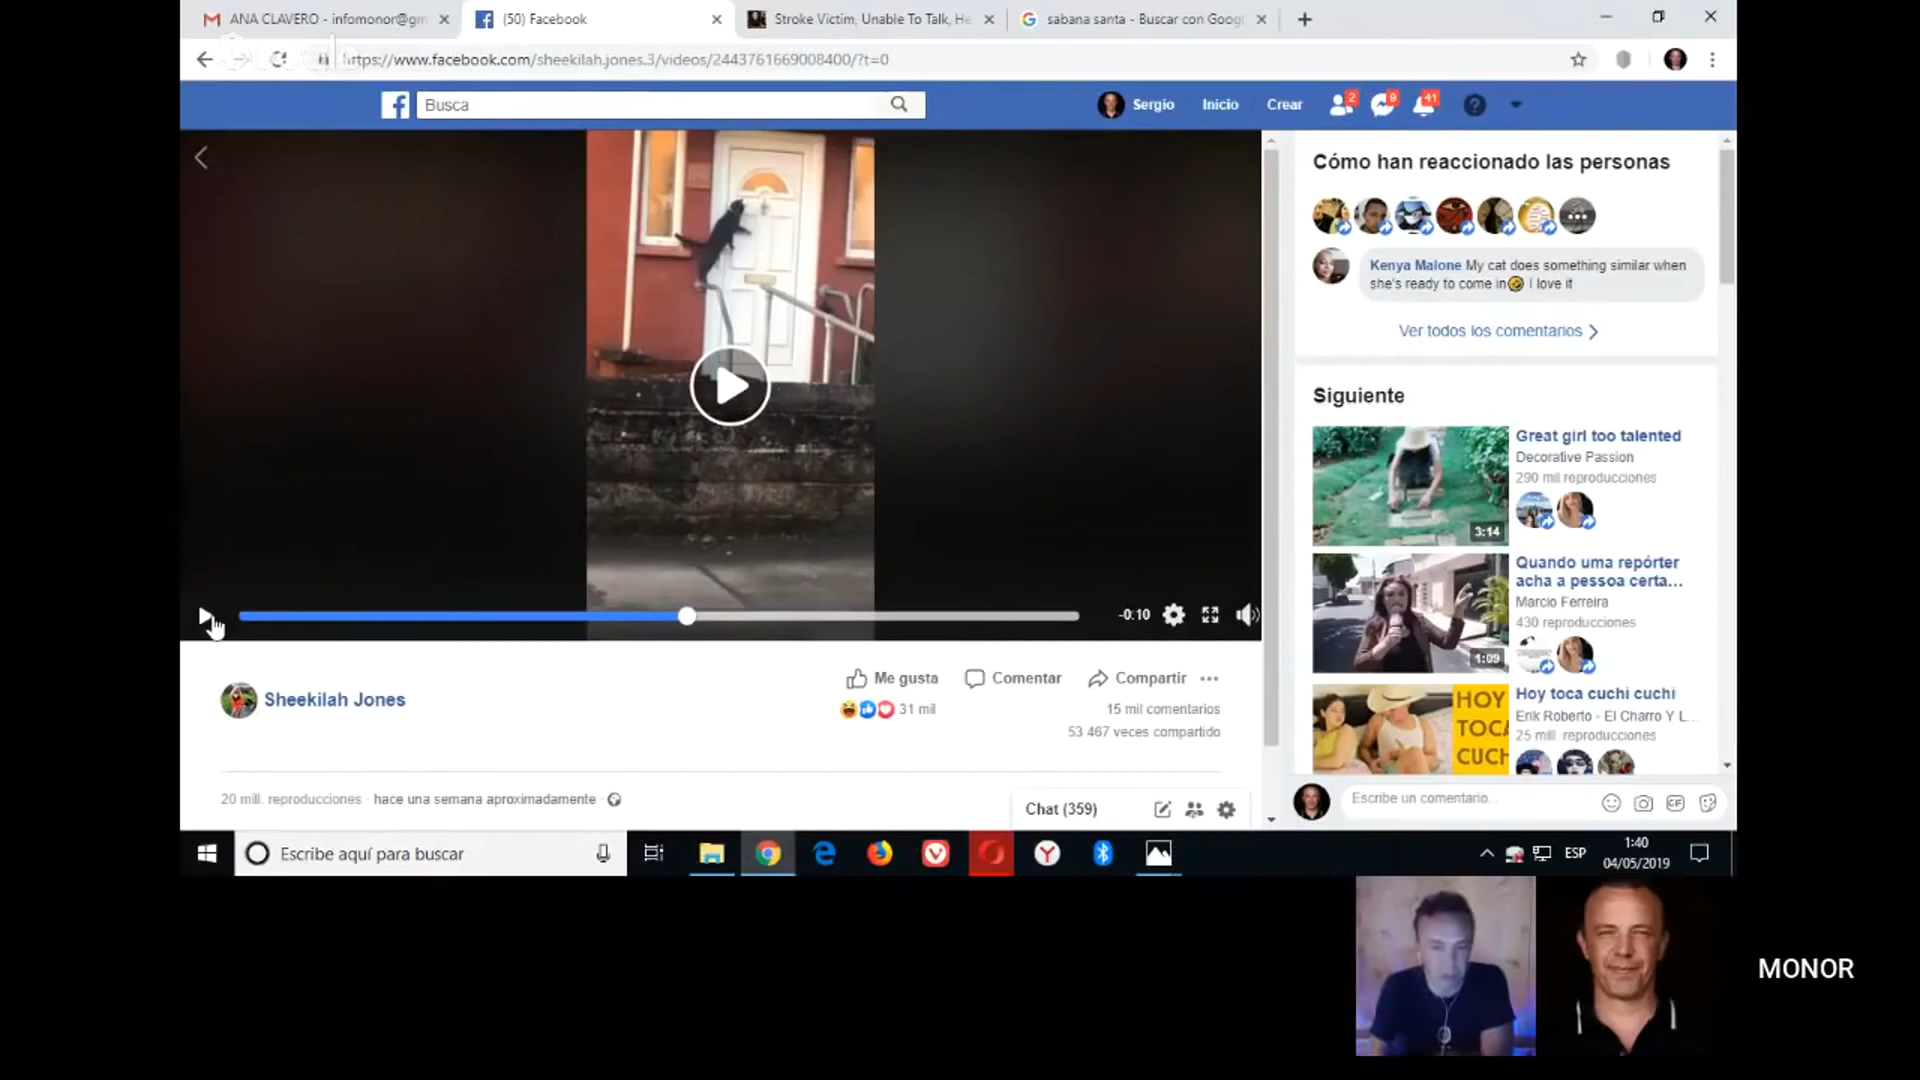 ANA CLAVERO - infomonor@gm
(50) Facebook
Stroke Victim, Unable To Talk, He
sabana santa - Buscar con Googl
https://www.facebook.com/sheekilah.jones.3/videos/2443761669008400/?t=0
Busca
Sergio
Inicio
Crear
2
9
41
Cómo han reaccionado las personas
Kenya Malone My cat does something similar when
she's ready to come in I love it
Ver todos los comentarios
Siguiente
Great girl too talented
Decorative Passion
290 mil reproducciones
3:14
Quando uma repórter
acha a pessoa certa...
Marcio Ferreira
430 reproducciones
1:09
HOY
TOCA
CUCH
Hoy toca cuchi cuchi
Erik Roberto - El Charro Y L...
25 mil reproducciones
-0:10
Sheekilah Jones
Me gusta
Comentar
Compartir
31 mil
15 mil comentarios
53 467 veces compartido
20 mill. reproducciones · hace una semana aproximadamente ·
Chat (359)
Escribe un comentario...
GIF
Escribe aquí para buscar
ESP
1:40
04/05/2019
MONOR